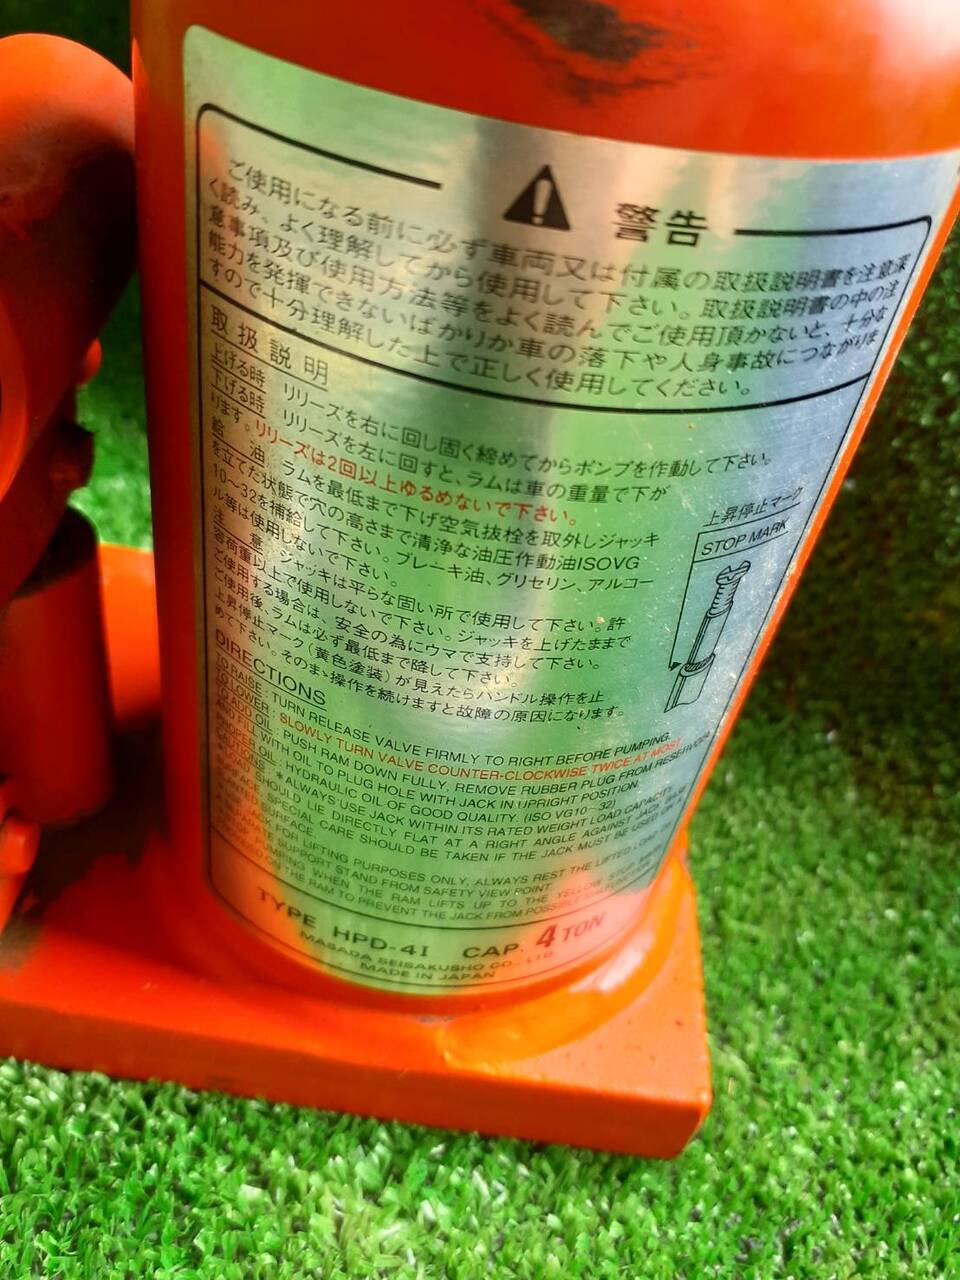 警告
ご使用になる前に必ず車両又は付属の取扱説明書を注意深
く読み、よく理解してから使用して下さい。取扱説明書の中の注
意事項及び使用方法等をよく読んでご使用頂かないと、十分な
能力を発揮できないばかりか車の落下や人身事故につながりま
すので十分理解した上で正しく使用してください。
取扱説明
上げる時 リリーズを右に回し固く締めてからポンプを作動して下さい。
下げる時 リリーズを左に回すと、ラムは車の重量で下が
ります。リリーズは2回以上ゆるめないで下さい。
給油 ラムを最低まで下げ空気抜栓を取外しジャッキ
を立てた状態で穴の高さまで清浄な油圧作動油ISOVG
10~32を補給して下さい。ブレーキ油、グリセリン、アルコー
ル等は使用しないで下さい。
注意 ジャッキは平らな固い所で使用して下さい。許
容荷重以上で使用しないで下さい。ジャッキを上げたままで
ご使用する場合は、安全の為にウマで支持して下さい。
ご使用後、ラムは必ず最低まで降して下さい。
上昇停止マーク(黄色塗装)が見えたらハンドル操作を止
めて下さい。そのまゝ操作を続けますと故障の原因になります。
上昇停止マーク
STOP MARK
DIRECTIONS
TO RAISE : TURN RELEASE VALVE FIRMLY TO RIGHT BEFORE PUMPING.
TO LOWER : SLOWLY TURN VALVE COUNTER-CLOCKWISE TWICE AT MOST.
TO ADD OIL : PUSH RAM DOWN FULLY, REMOVE RUBBER PLUG FROM RESERVOIR
AND FILL WITH OIL TO PLUG HOLE WITH JACK IN UPRIGHT POSITION.
PROPER OIL : HYDRAULIC OIL OF GOOD QUALITY. (ISO VG10~32)
*ALWAYS USE JACK WITHIN ITS RATED WEIGHT LOAD CAPACITY.
SHOULD LIE DIRECTLY FLAT AT A RIGHT ANGLE AGAINST JACK BASE
SPECIAL CARE SHOULD BE TAKEN IF THE JACK MUST BE USED ON A
SURFACE.
JACK FOR LIFTING PURPOSES ONLY, ALWAYS REST THE LIFTED LOAD ON
SUPPORT STAND FROM SAFETY VIEW POINT.
PUMPING WHEN THE RAM LIFTS UP TO THE YELLOW STOP MARK
ON THE RAM TO PREVENT THE JACK FROM POSSIBLE
TYPE HPD-4I CAP. 4 TON
MASADA SEISAKUSHO CO., LTD.
MADE IN JAPAN